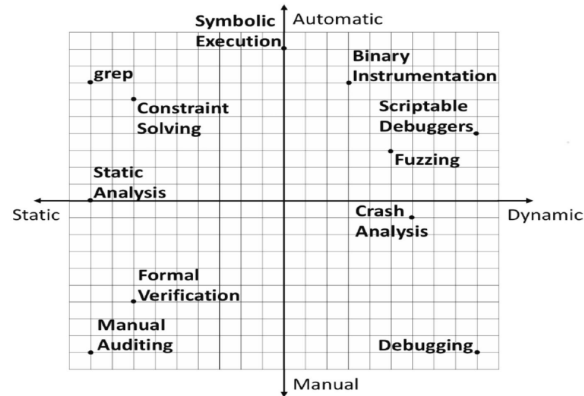 Symbolic
Execution
Automatic
grep
Binary
Instrumentation
Constraint
Solving
Scriptable
Debuggers
Fuzzing
Static
Analysis
Static
Dynamic
Crash
Analysis
Formal
Verification
Manual
Auditing
Debugging
Manual